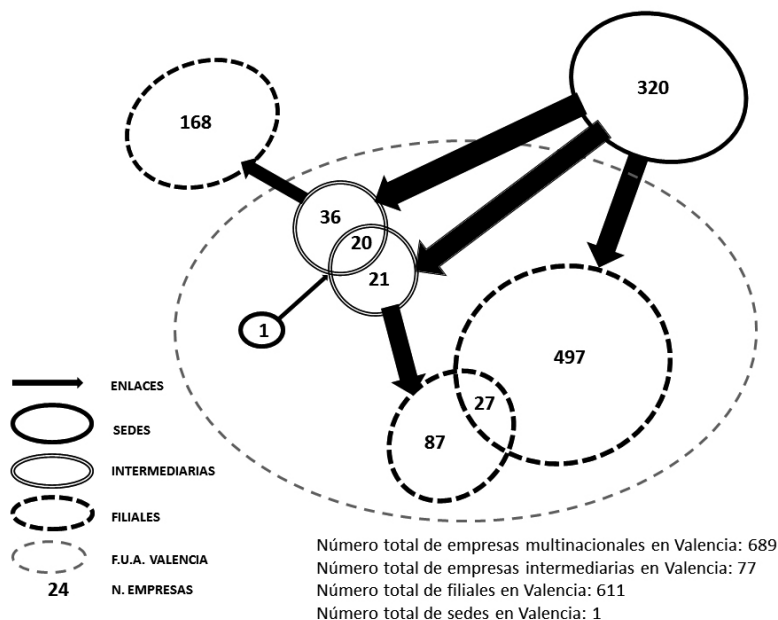 320
168
36
20
21
1
497
27
87
ENLACES
SEDES
INTERMEDIARIAS
FILIALES
F.U.A. VALENCIA
24 N. EMPRESAS
Número total de empresas multinacionales en Valencia: 689
Número total de empresas intermediarias en Valencia: 77
Número total de filiales en Valencia: 611
Número total de sedes en Valencia: 1